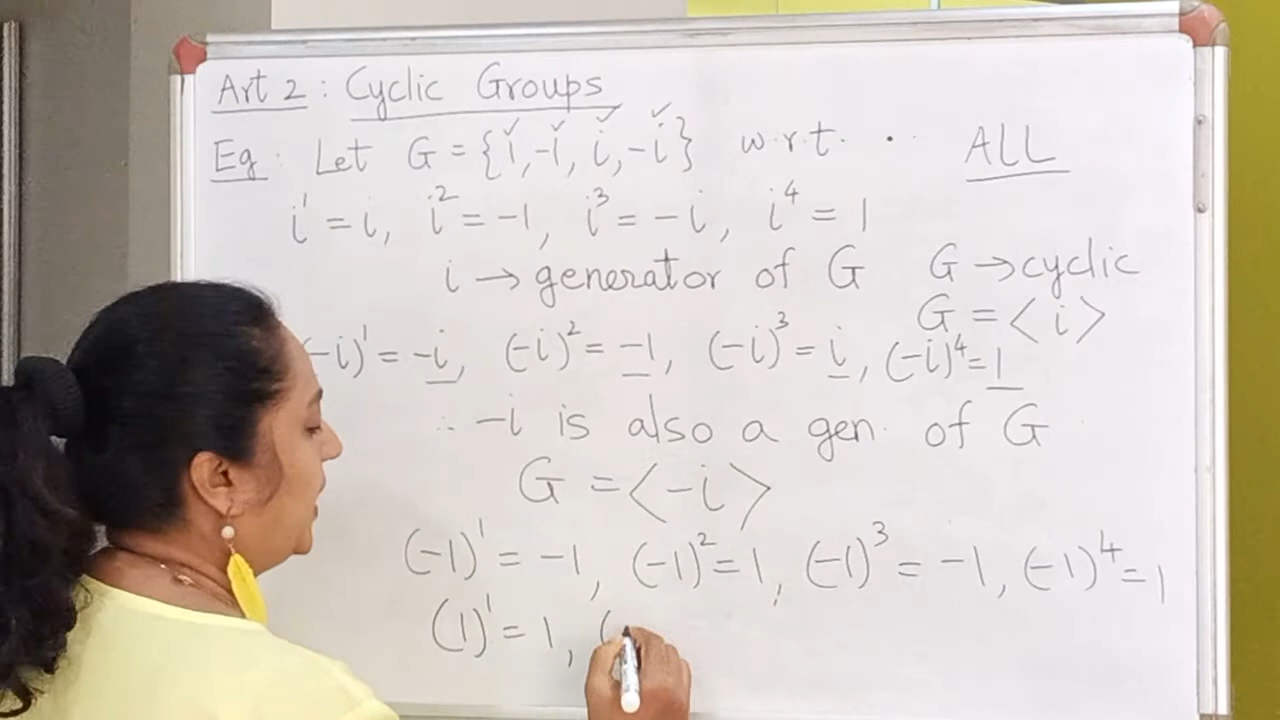 Art 2 : Cyclic Groups
Eg : Let G = {1, -1, i, -i} w.r.t. · ALL
i¹ = i, i² = -1, i³ = -i, i⁴ = 1
i → generator of G G → cyclic
G = < i >
-i)¹ = -i, (-i)² = -1, (-i)³ = i, (-i)⁴ = 1
∴ -i is also a gen. of G
G = < -i >
(-1)¹ = -1, (-1)² = 1, (-1)³ = -1, (-1)⁴ = 1
(1)¹ = 1, (